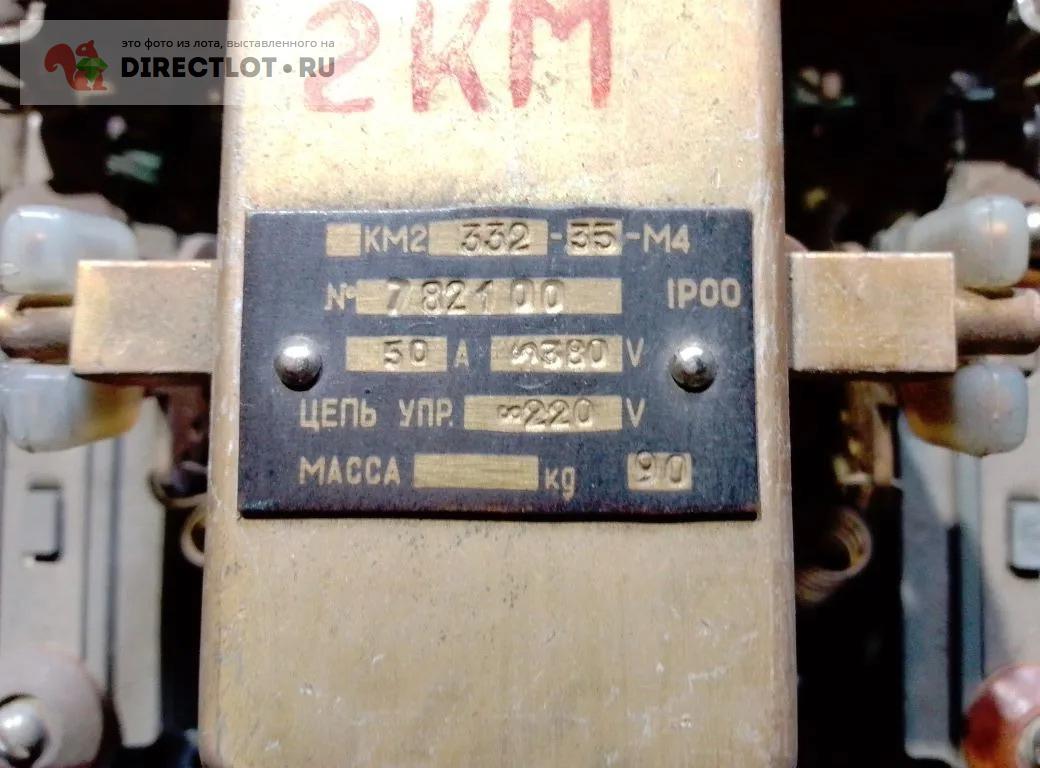 это фото из лота, выставленного на
DIRECTLOT.RU
2КМ
КМ2 332-35-М4
№ 782100 IP00
50 A ~380 V
ЦЕПЬ УПР. ~220 V
МАССА kg 90